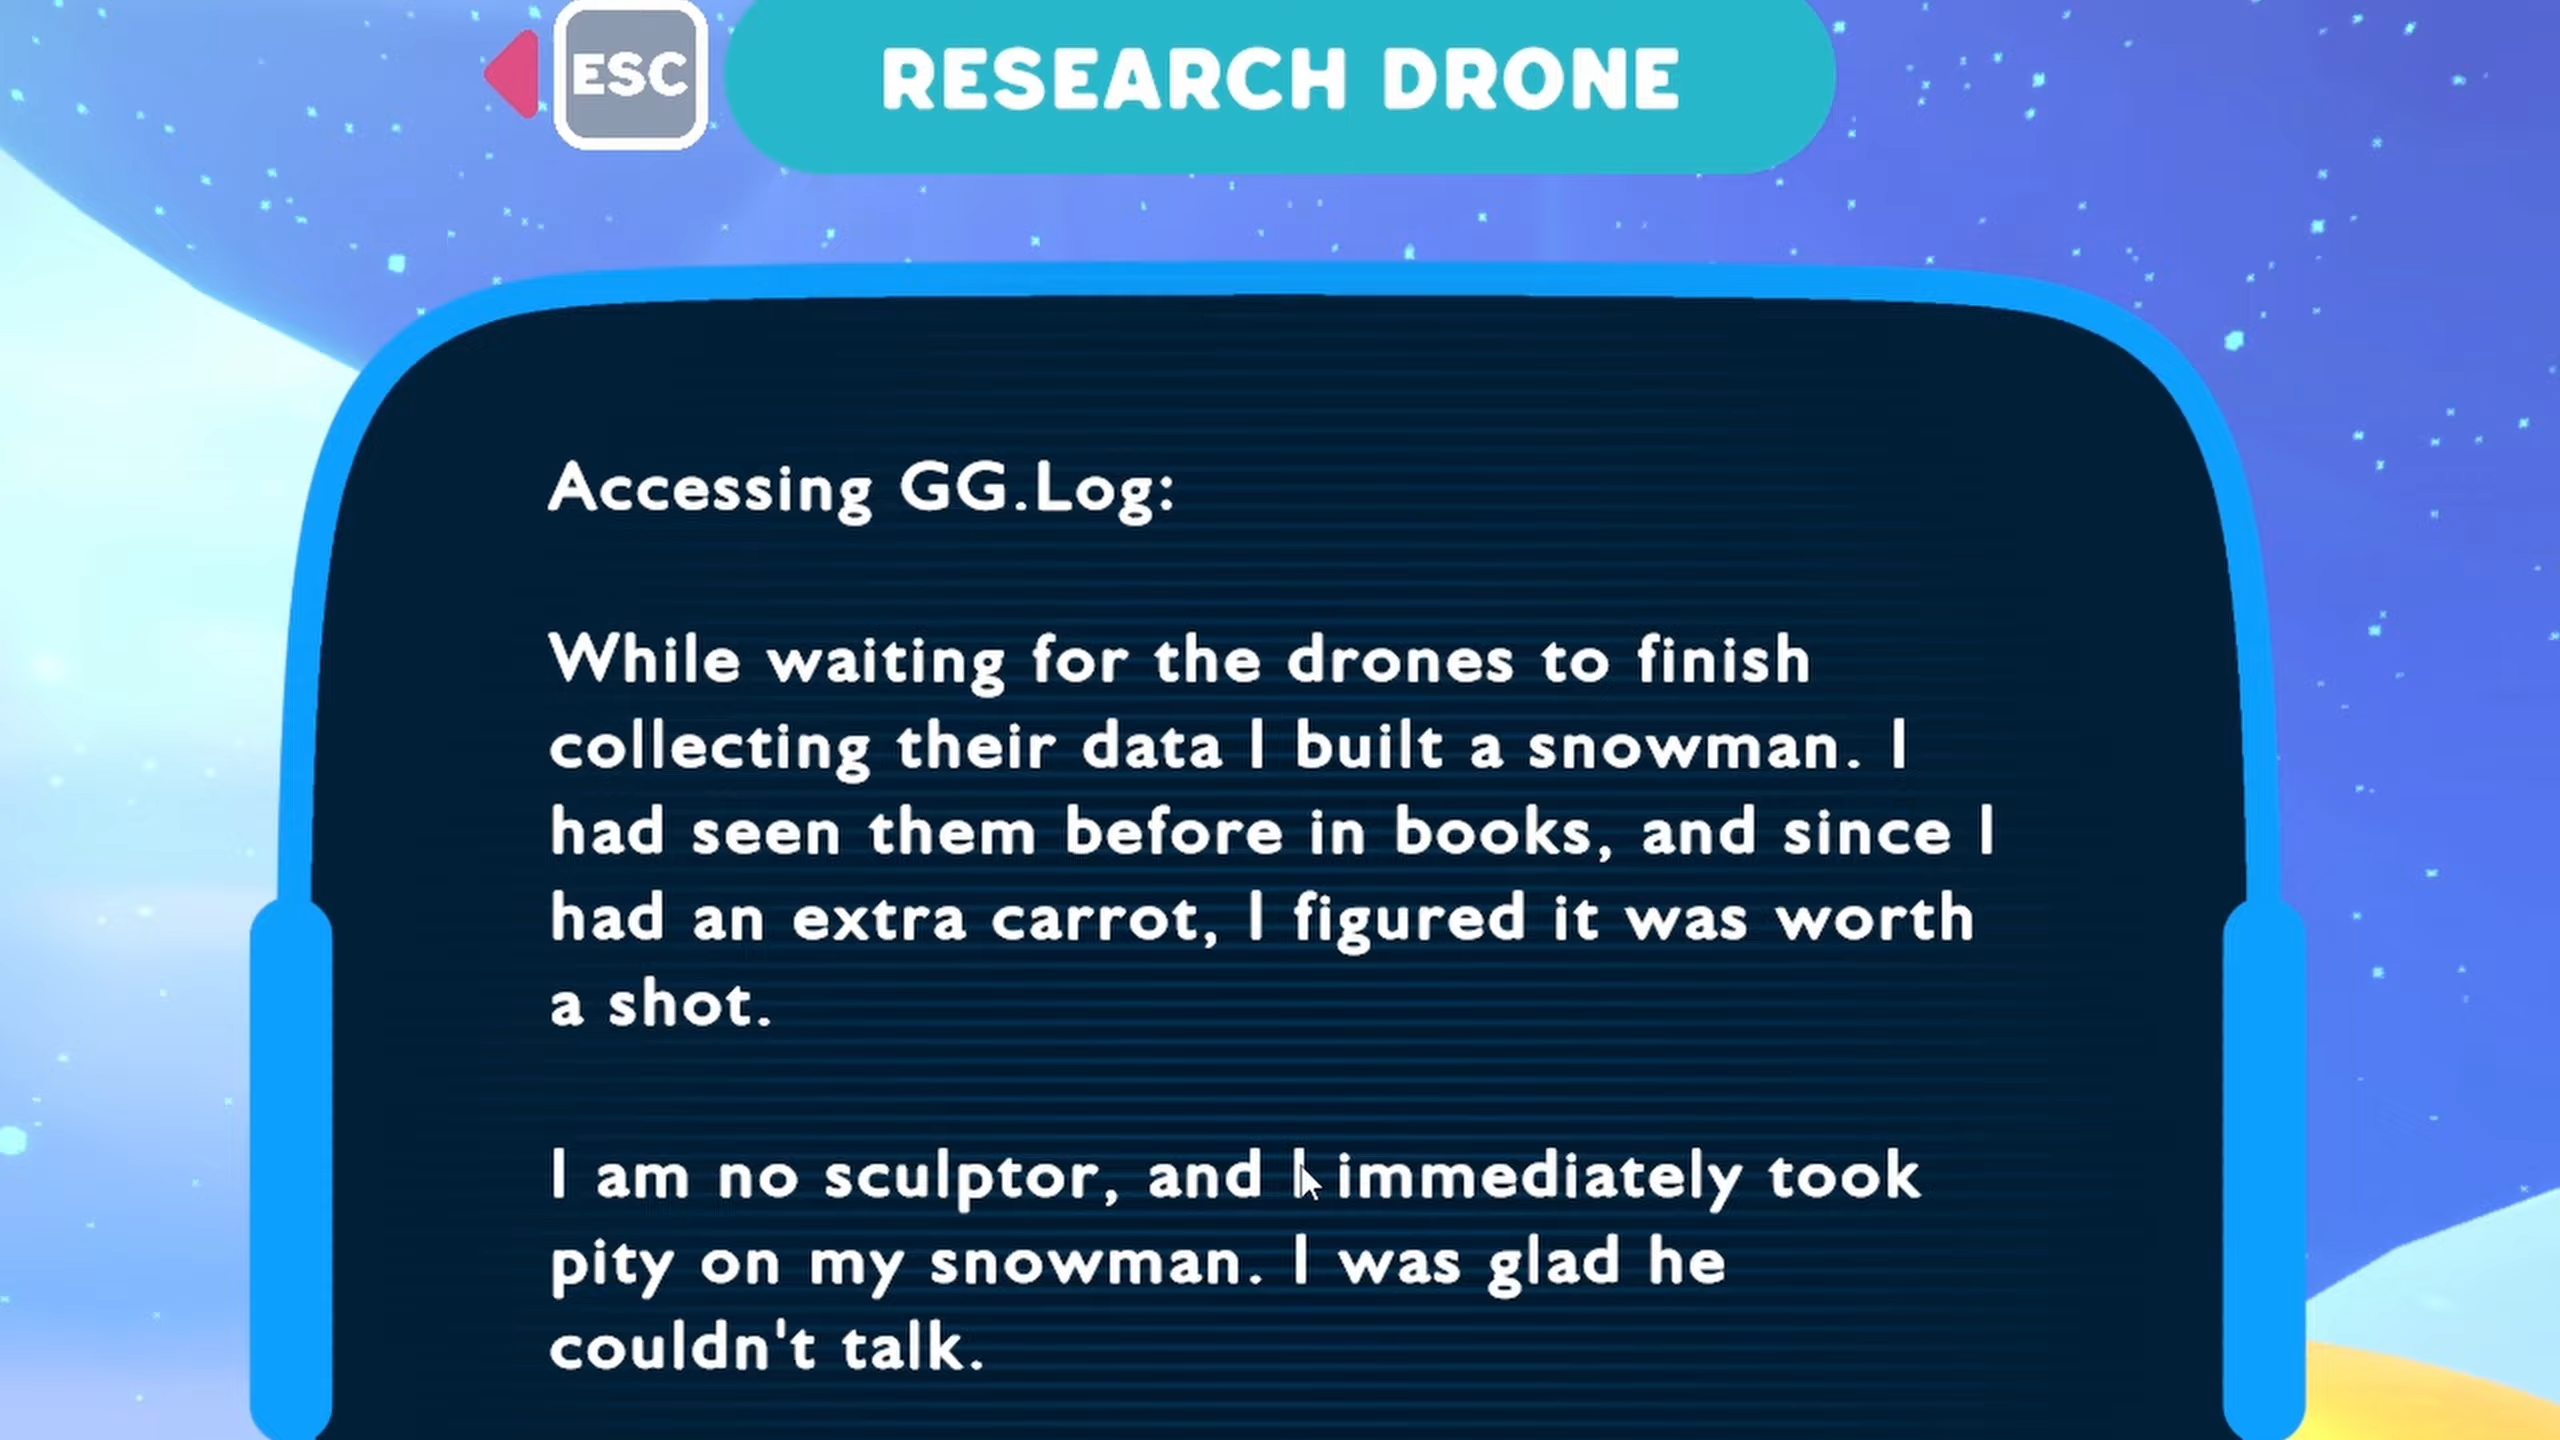 ESC
RESEARCH DRONE
Accessing GG.Log:
While waiting for the drones to finish
collecting their data I built a snowman. I
had seen them before in books, and since I
had an extra carrot, I figured it was worth
a shot.
I am no sculptor, and I immediately took
pity on my snowman. I was glad he
couldn't talk.